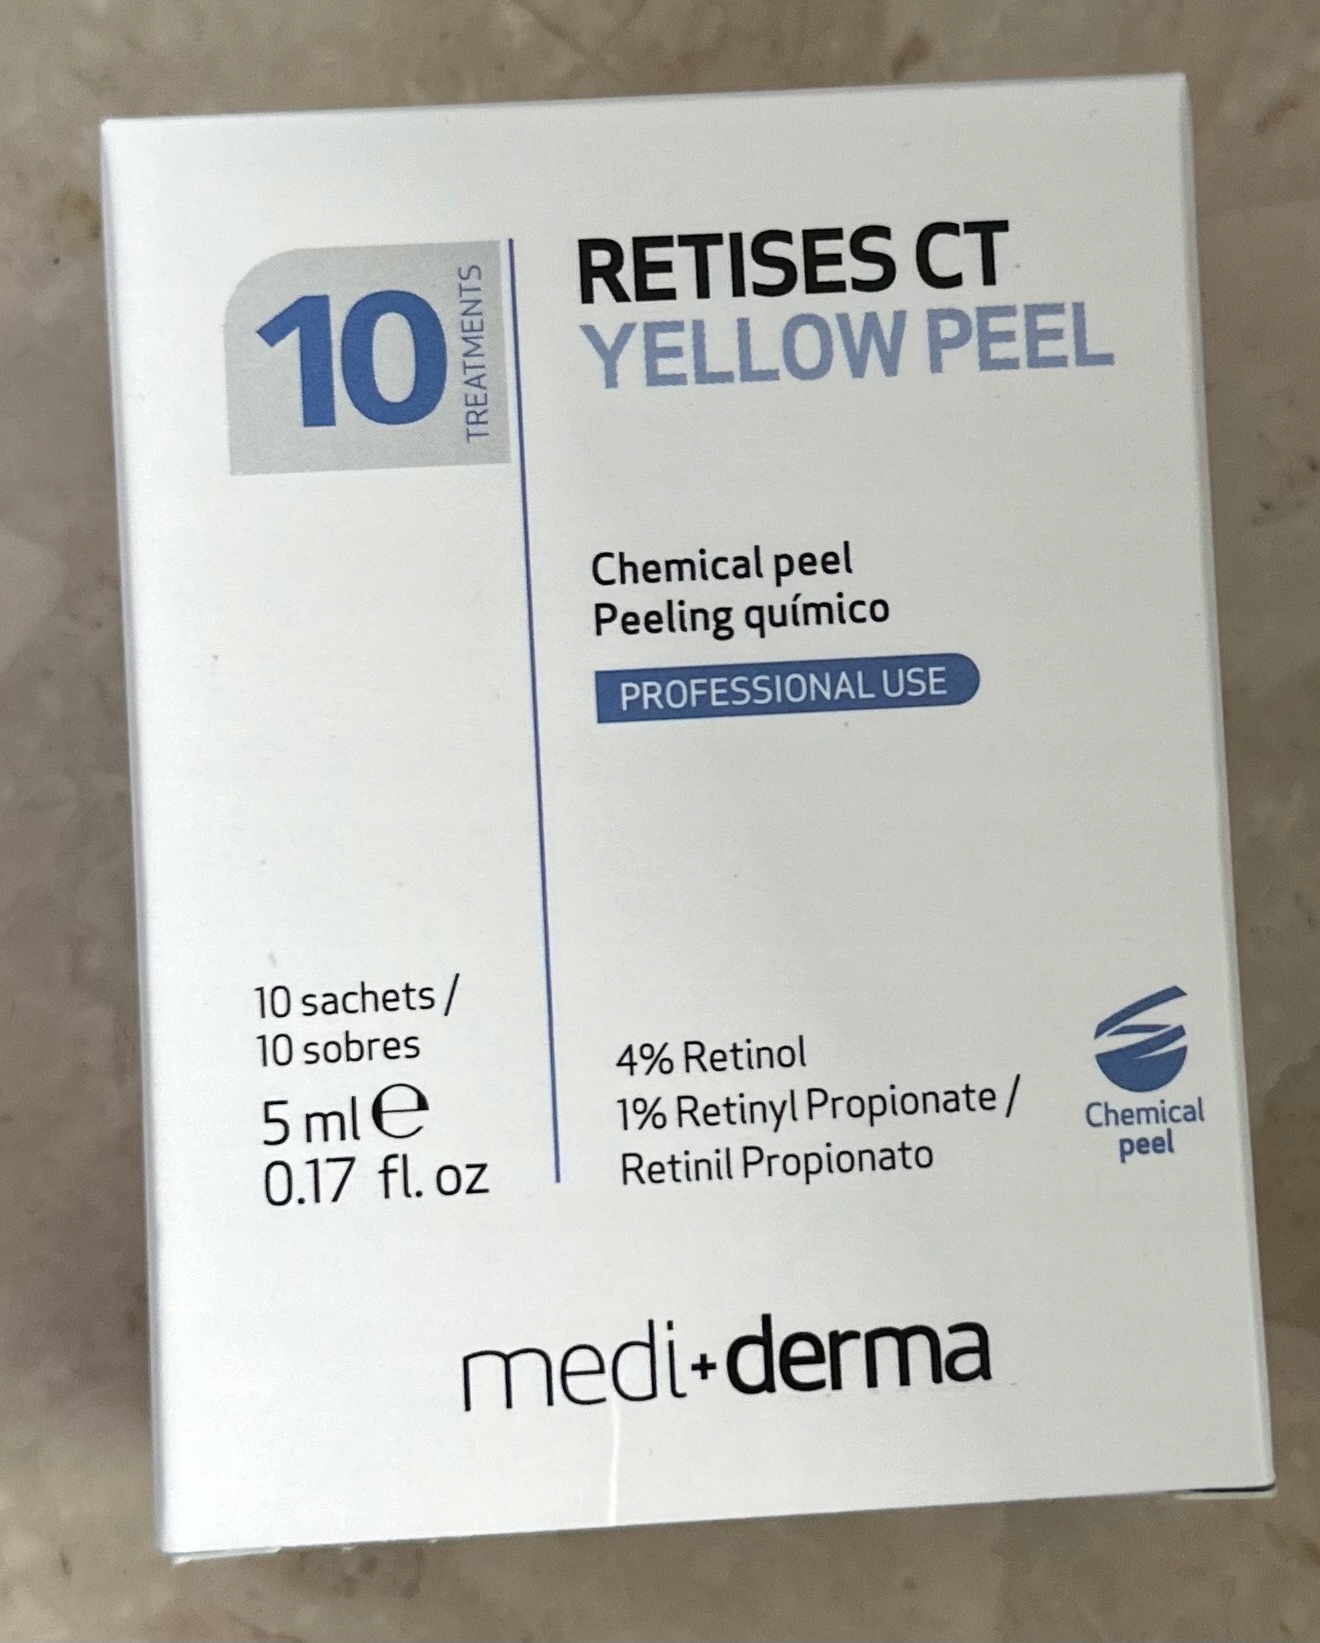 10
TREATMENTS
RETISES CT
YELLOW PEEL
Chemical peel
Peeling químico
PROFESSIONAL USE
10 sachets /
10 sobres
5 ml ℮
0.17 fl. oz
4% Retinol
1% Retinyl Propionate /
Retinil Propionato
Chemical
peel
medi+derma